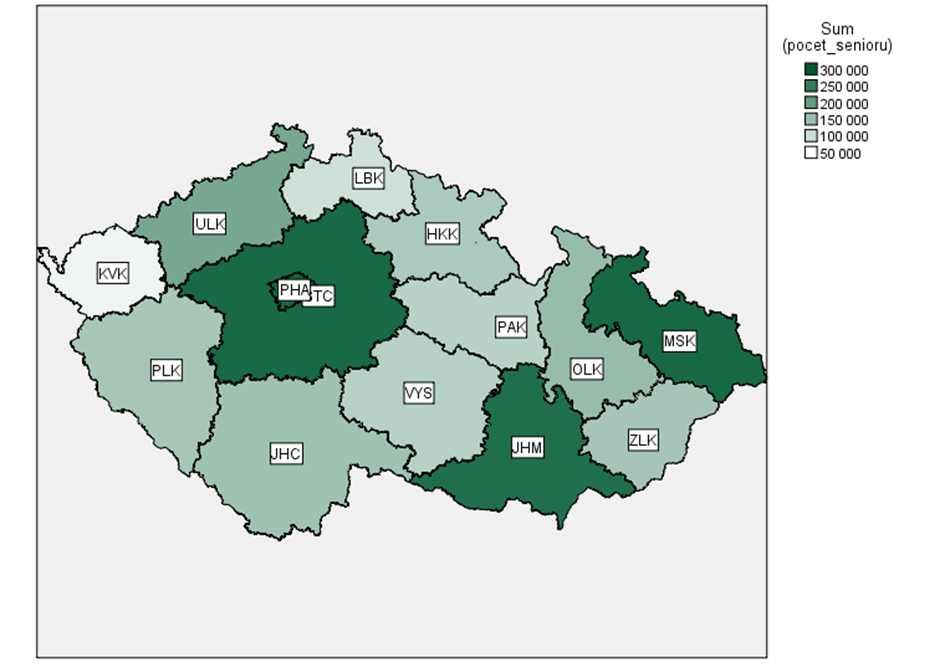 Sum
(pocet_senioru)
300 000
250 000
200 000
150 000
100 000
50 000
LBK
ULK
HKK
KVK
PHA
STC
PAK
MSK
PLK
OLK
VYS
ZLK
JHM
JHC